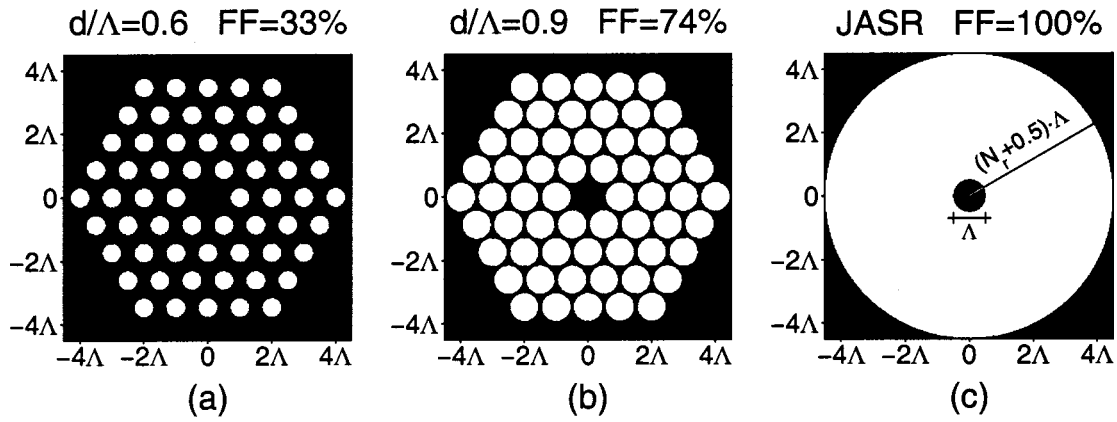 d/Λ=0.6 FF=33%
4Λ
2Λ
0
−2Λ
−4Λ
−4Λ −2Λ 0 2Λ 4Λ
(a)
d/Λ=0.9 FF=74%
4Λ
2Λ
0
−2Λ
−4Λ
−4Λ −2Λ 0 2Λ 4Λ
(b)
JASR FF=100%
4Λ
2Λ
0
−2Λ
−4Λ
(Nr+0.5)·Λ
Λ
−4Λ −2Λ 0 2Λ 4Λ
(c)